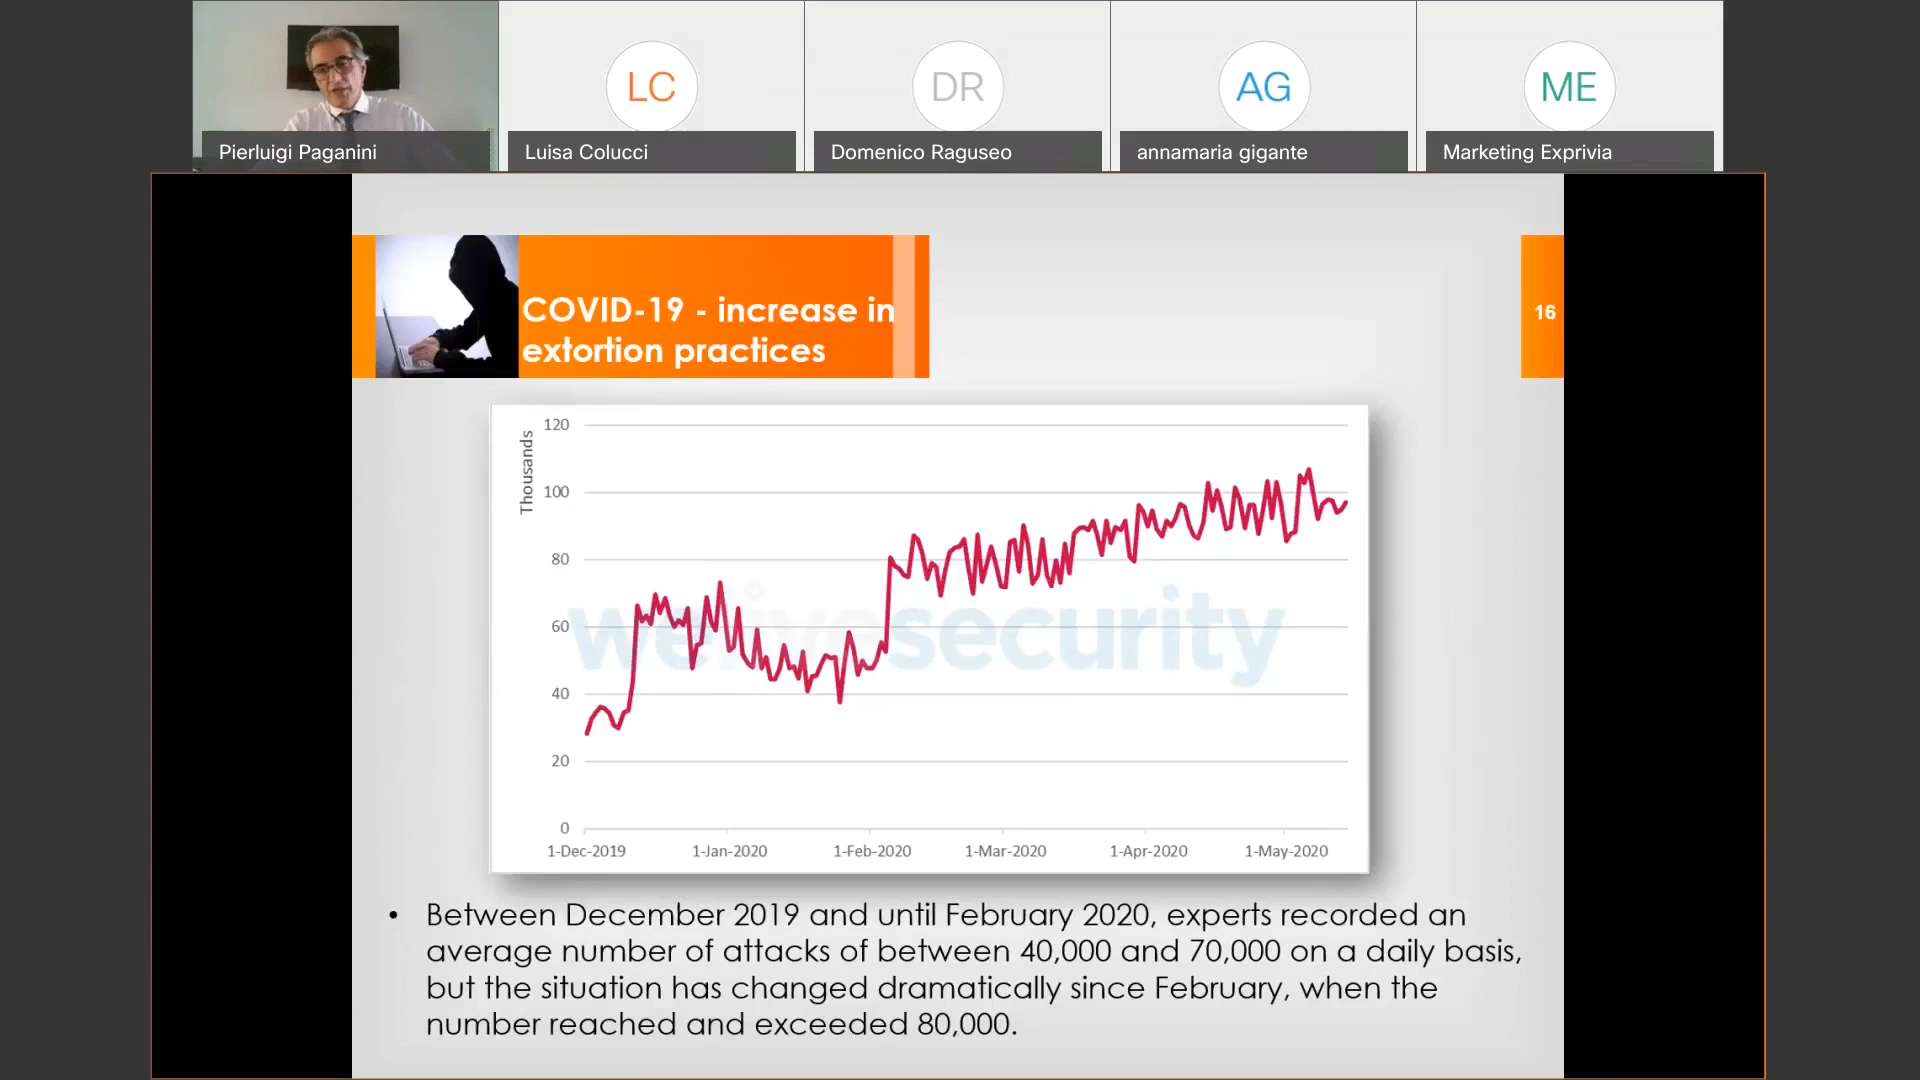 LC
DR
AG
ME
Pierluigi Paganini
Luisa Colucci
Domenico Raguseo
annamaria gigante
Marketing Exprivia
COVID-19 - increase in
extortion practices
16
Thousands
120
100
80
60
40
20
0
welivesecurity
1-Dec-2019
1-Jan-2020
1-Feb-2020
1-Mar-2020
1-Apr-2020
1-May-2020
• Between December 2019 and until February 2020, experts recorded an
average number of attacks of between 40,000 and 70,000 on a daily basis,
but the situation has changed dramatically since February, when the
number reached and exceeded 80,000.